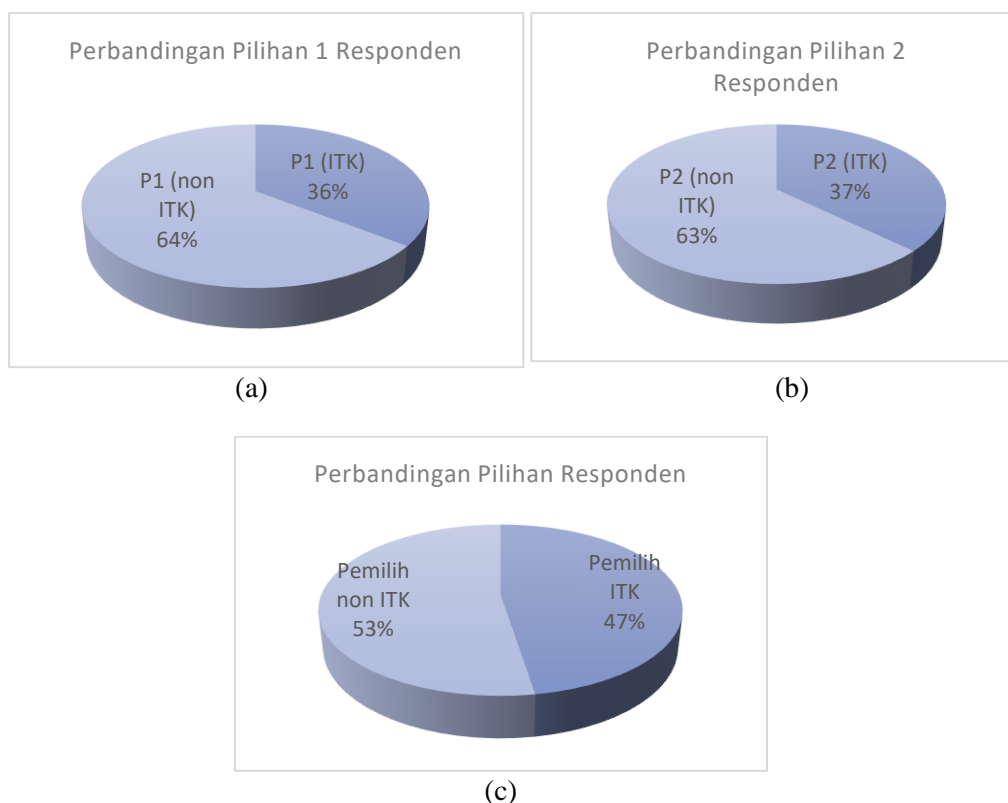 Perbandingan Pilihan 1 Responden
P1 (ITK)
36%
P1 (non
ITK)
64%
(a)
Perbandingan Pilihan 2
Responden
P2 (ITK)
37%
P2 (non
ITK)
63%
(b)
Perbandingan Pilihan Responden
Pemilih
ITK
47%
Pemilih
non ITK
53%
(c)